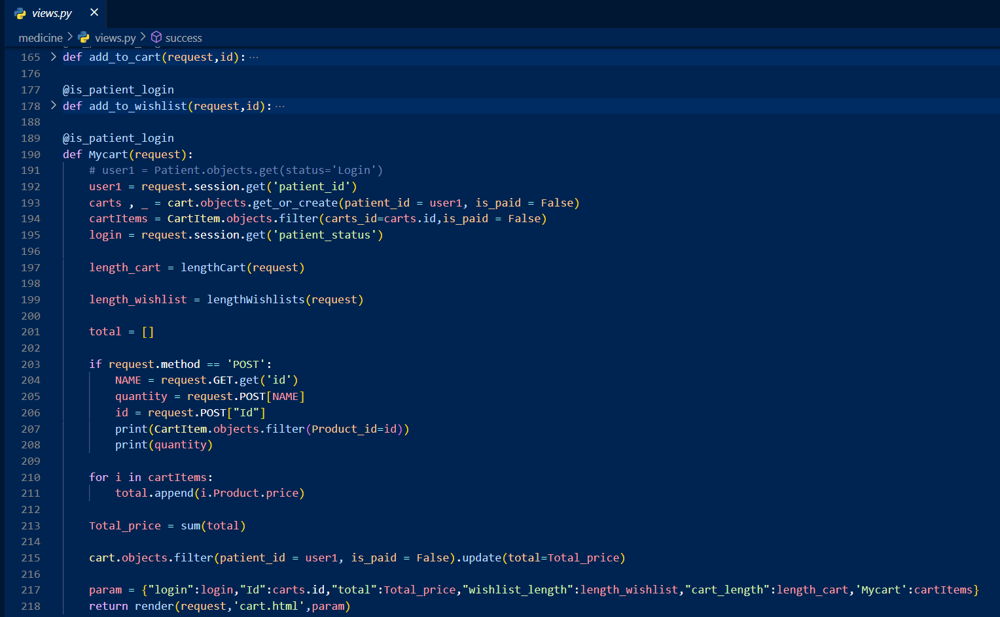 views.py ×
medicine > views.py > success
165 > def add_to_cart(request,id): ···
176
177 @is_patient_login
178 > def add_to_wishlist(request,id): ···
188
189 @is_patient_login
190 def Mycart(request):
191 # user1 = Patient.objects.get(status='Login')
192 user1 = request.session.get('patient_id')
193 carts , _ = cart.objects.get_or_create(patient_id = user1, is_paid = False)
194 cartItems = CartItem.objects.filter(carts_id=carts.id,is_paid = False)
195 login = request.session.get('patient_status')
196
197 length_cart = lengthCart(request)
198
199 length_wishlist = lengthWishlists(request)
200
201 total = []
202
203 if request.method == 'POST':
204 NAME = request.GET.get('id')
205 quantity = request.POST[NAME]
206 id = request.POST["Id"]
207 print(CartItem.objects.filter(Product_id=id))
208 print(quantity)
209
210 for i in cartItems:
211 total.append(i.Product.price)
212
213 Total_price = sum(total)
214
215 cart.objects.filter(patient_id = user1, is_paid = False).update(total=Total_price)
216
217 param = {"login":login,"Id":carts.id,"total":Total_price,"wishlist_length":length_wishlist,"cart_length":length_cart,'Mycart':cartItems}
218 return render(request,'cart.html',param)